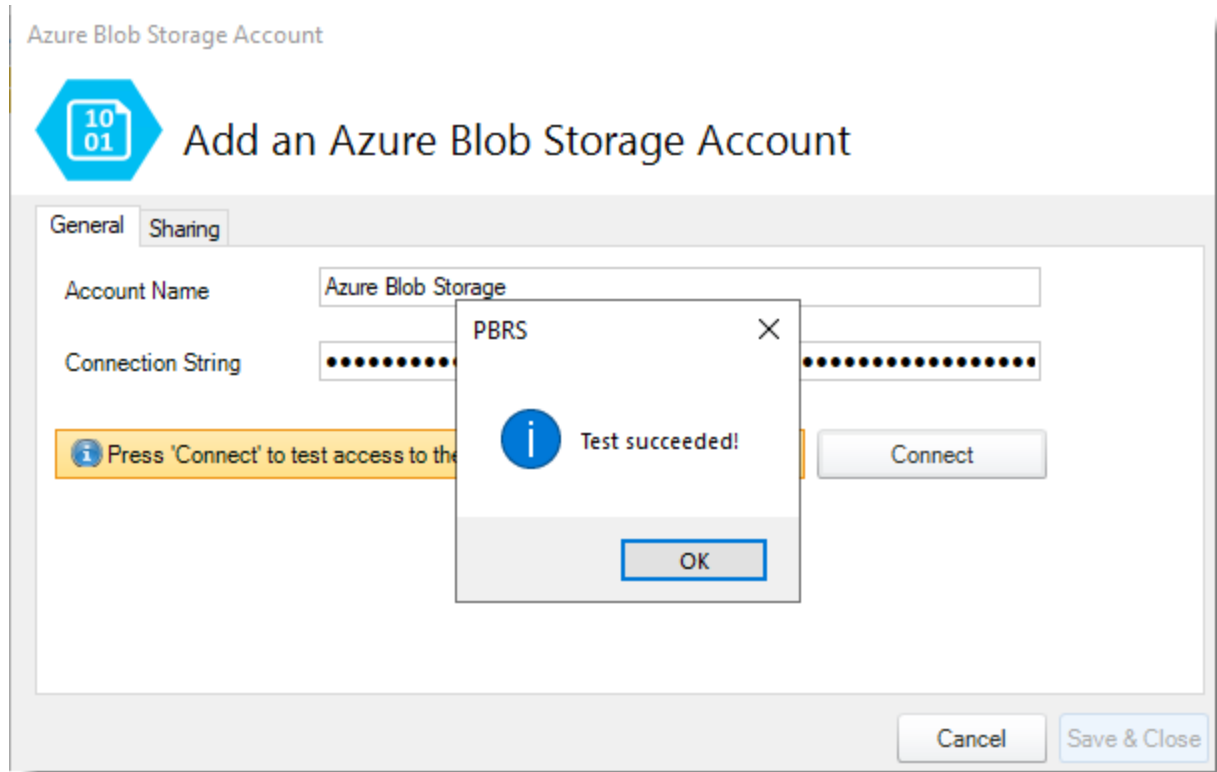 Azure Blob Storage Account
10
01
Add an Azure Blob Storage Account
General Sharing
Account Name Azure Blob Storage
PBRS
Connection String
Test succeeded!
Press 'Connect' to test access to the
Connect
OK
Cancel Save & Close